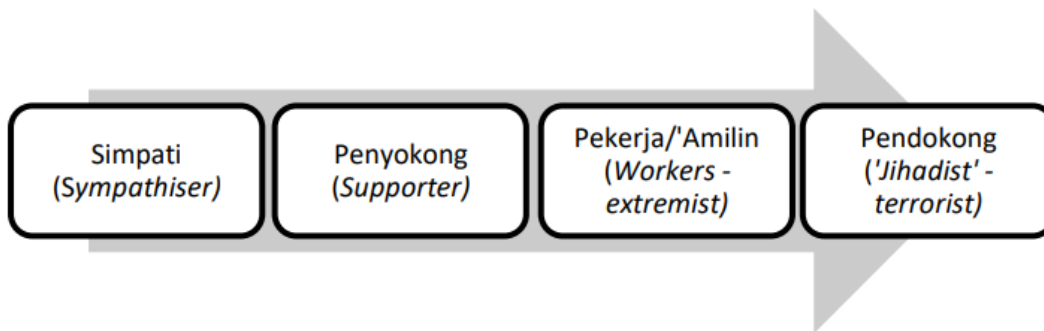 Simpati
(Sympathiser)
Penyokong
(Supporter)
Pekerja/'Amilin
(Workers -
extremist)
Pendokong
('Jihadist' -
terrorist)